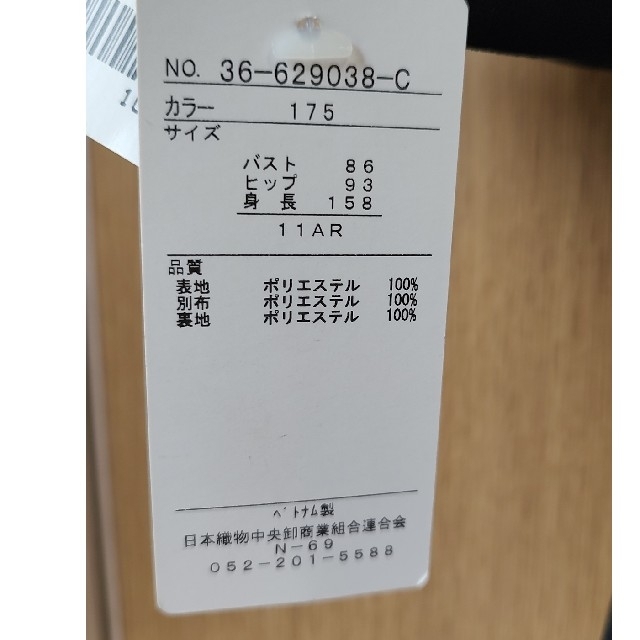 NO. 36-629038-C
カラー 175
サイズ
バスト 86
ヒップ 93
身長 158
11AR
品質
表地 ポリエステル 100%
別布 ポリエステル 100%
裏地 ポリエステル 100%
ベトナム製
日本織物中央卸商業組合連合会
N-69
052-201-5588